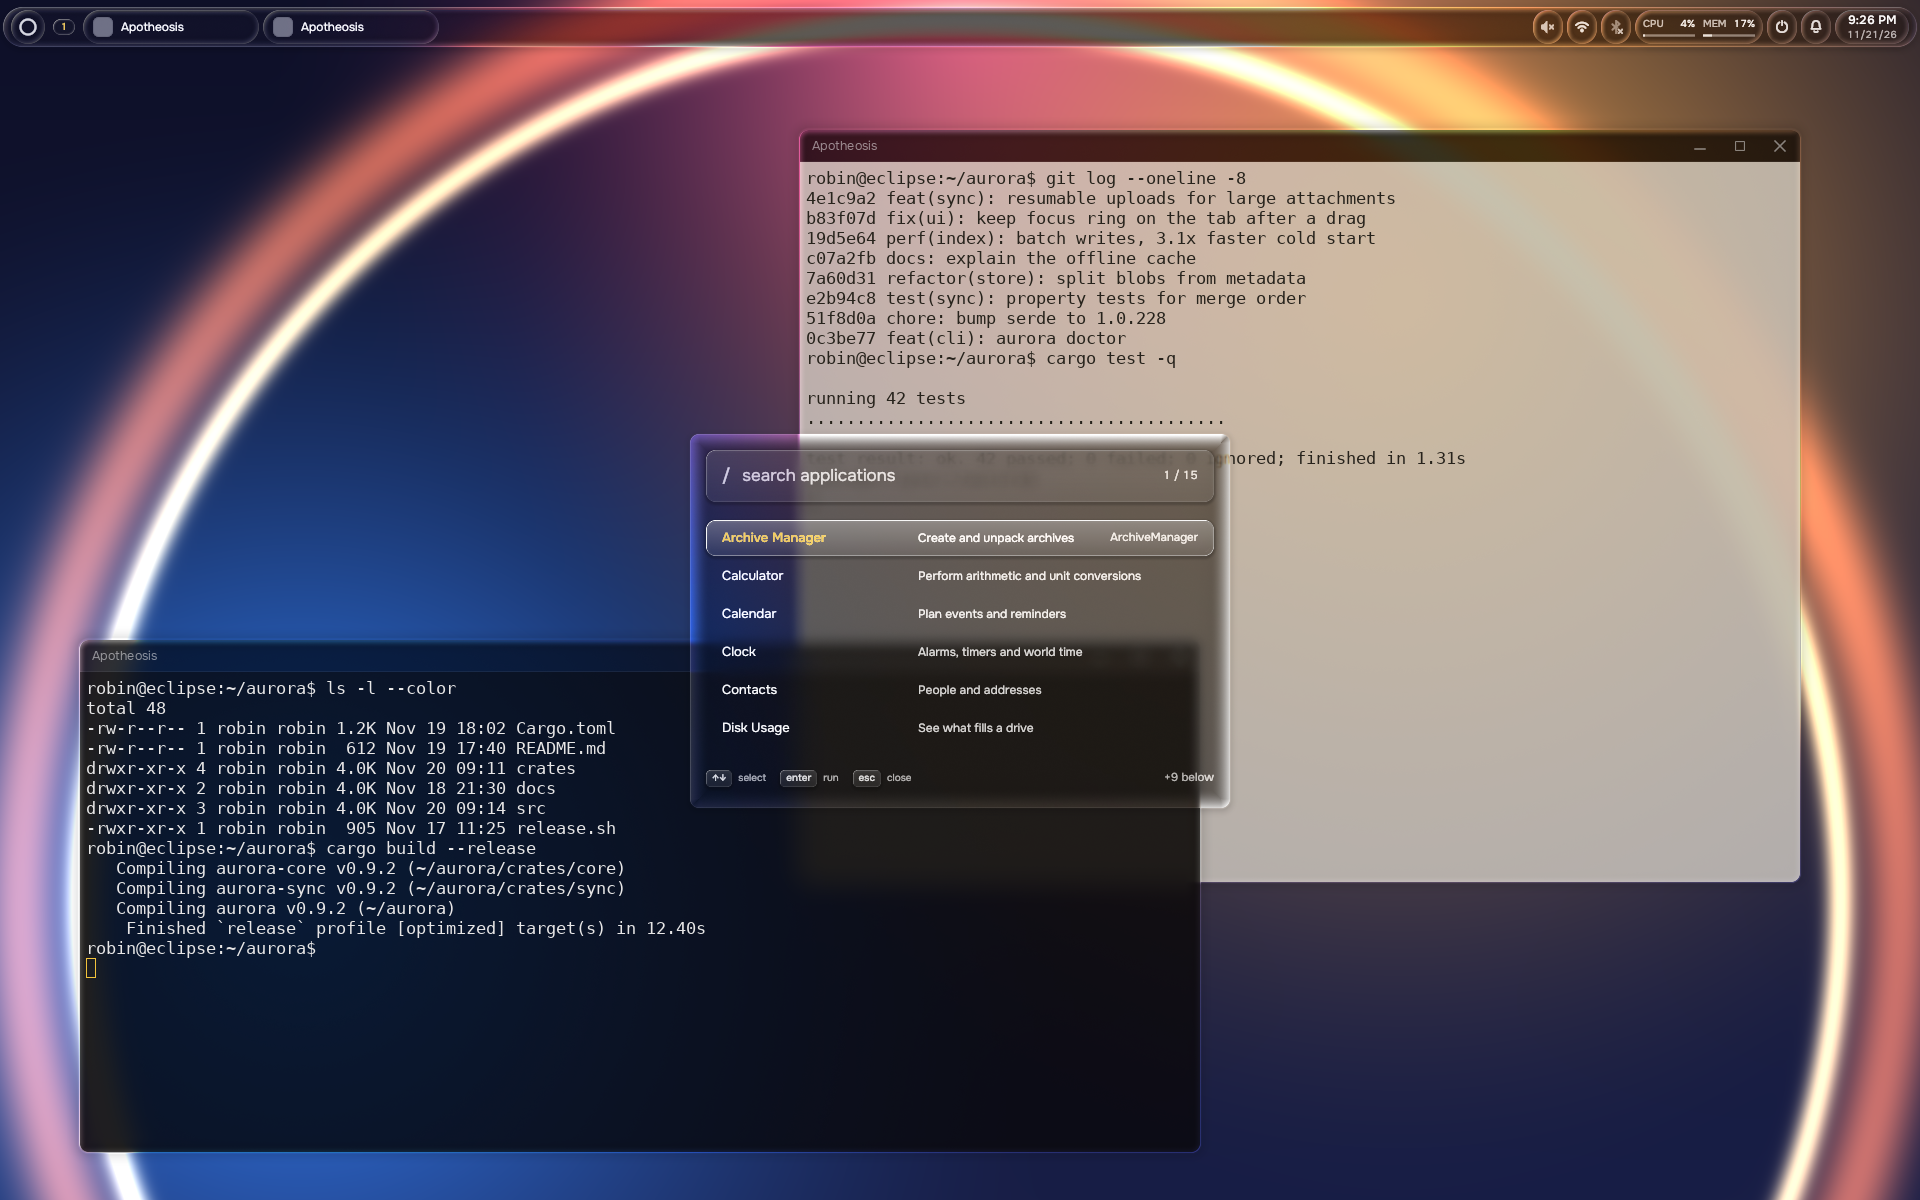 1 Apotheosis Apotheosis CPU 4% MEM 17% 9:26 PM
11/21/26
Apotheosis
robin@eclipse:~/aurora$ git log --oneline -8
4e1c9a2 feat(sync): resumable uploads for large attachments
b83f07d fix(ui): keep focus ring on the tab after a drag
19d5e64 perf(index): batch writes, 3.1x faster cold start
c07a2fb docs: explain the offline cache
7a60d31 refactor(store): split blobs from metadata
e2b94c8 test(sync): property tests for merge order
51f8d0a chore: bump serde to 1.0.228
0c3be77 feat(cli): aurora doctor
robin@eclipse:~/aurora$ cargo test -q
running 42 tests
..........................................
test result: ok. 42 passed; 0 failed; 0 ignored; finished in 1.31s
/ search applications 1 / 15
Archive Manager Create and unpack archives ArchiveManager
Calculator Perform arithmetic and unit conversions
Calendar Plan events and reminders
Clock Alarms, timers and world time
Contacts People and addresses
Disk Usage See what fills a drive
↑↓ select enter run esc close +9 below
Apotheosis
robin@eclipse:~/aurora$ ls -l --color
total 48
-rw-r--r-- 1 robin robin 1.2K Nov 19 18:02 Cargo.toml
-rw-r--r-- 1 robin robin  612 Nov 19 17:40 README.md
drwxr-xr-x 4 robin robin 4.0K Nov 20 09:11 crates
drwxr-xr-x 2 robin robin 4.0K Nov 18 21:30 docs
drwxr-xr-x 3 robin robin 4.0K Nov 20 09:14 src
-rwxr-xr-x 1 robin robin  905 Nov 17 11:25 release.sh
robin@eclipse:~/aurora$ cargo build --release
Compiling aurora-core v0.9.2 (~/aurora/crates/core)
Compiling aurora-sync v0.9.2 (~/aurora/crates/sync)
Compiling aurora v0.9.2 (~/aurora)
Finished `release` profile [optimized] target(s) in 12.40s
robin@eclipse:~/aurora$